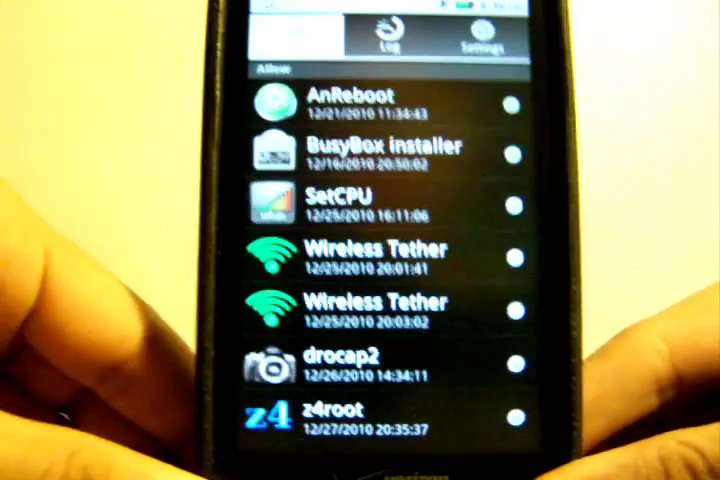 Log
Settings
Allow
AnReboot
12/21/2010 11:34:43
BusyBox Installer
12/16/2010 20:50:02
SetCPU
12/25/2010 16:11:06
Wireless Tether
12/25/2010 20:01:41
Wireless Tether
12/25/2010 20:03:02
drocap2
12/26/2010 14:34:11
z4
z4root
12/27/2010 20:35:37
verizon